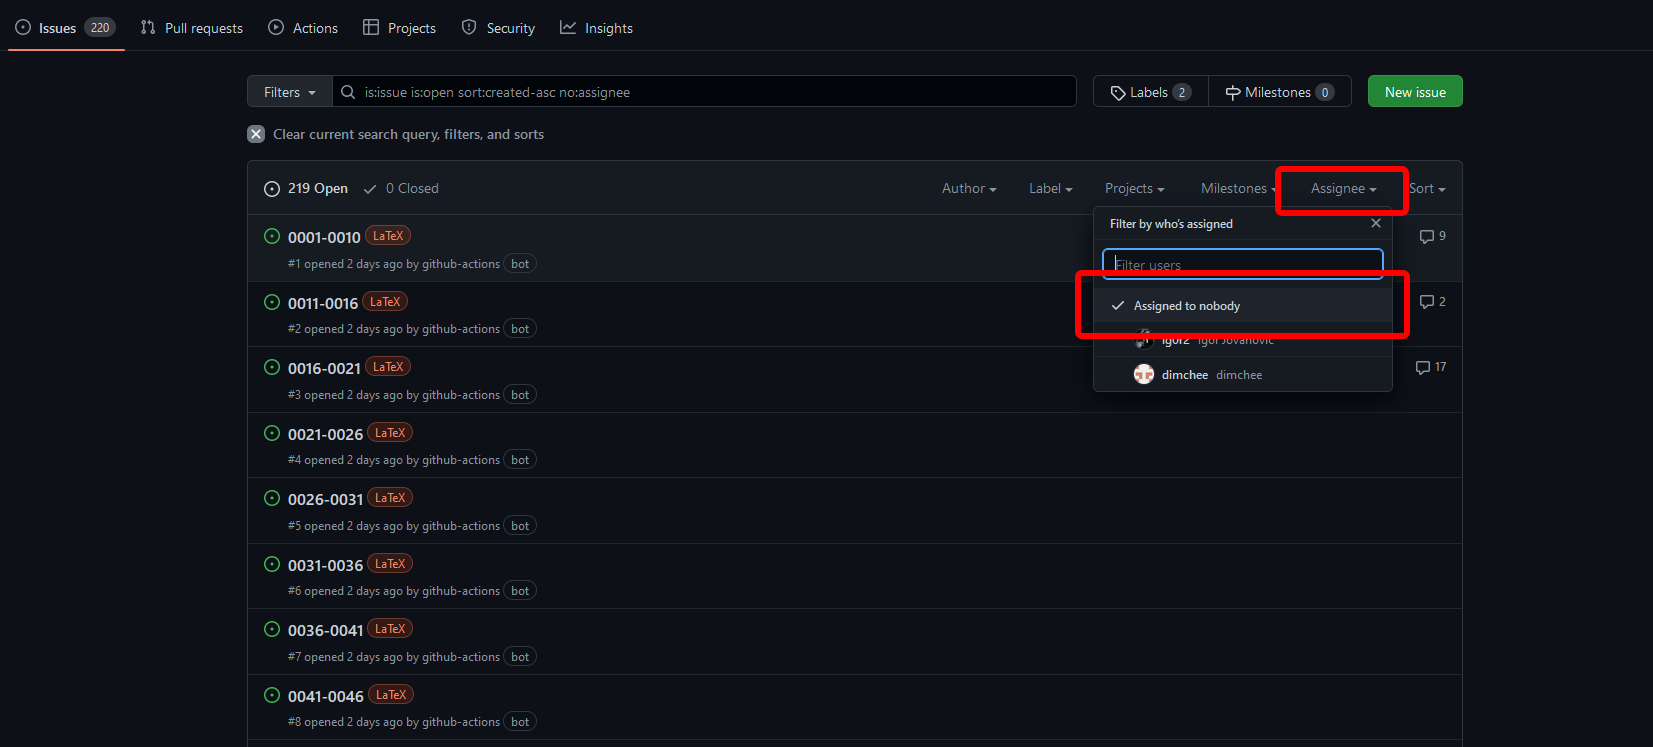 Issues 220 Pull requests Actions Projects Security Insights
Filters is:issue is:open sort:created-asc no:assignee Labels 2 Milestones 0 New issue
Clear current search query, filters, and sorts
219 Open 0 Closed Author Label Projects Milestones Assignee Sort
Filter by who's assigned
Filter users
Assigned to nobody
Igor Jovanovic
dimchee dimchee
0001-0010 LaTeX 9
#1 opened 2 days ago by github-actions bot
0011-0016 LaTeX 2
#2 opened 2 days ago by github-actions bot
0016-0021 LaTeX 17
#3 opened 2 days ago by github-actions bot
0021-0026 LaTeX
#4 opened 2 days ago by github-actions bot
0026-0031 LaTeX
#5 opened 2 days ago by github-actions bot
0031-0036 LaTeX
#6 opened 2 days ago by github-actions bot
0036-0041 LaTeX
#7 opened 2 days ago by github-actions bot
0041-0046 LaTeX
#8 opened 2 days ago by github-actions bot